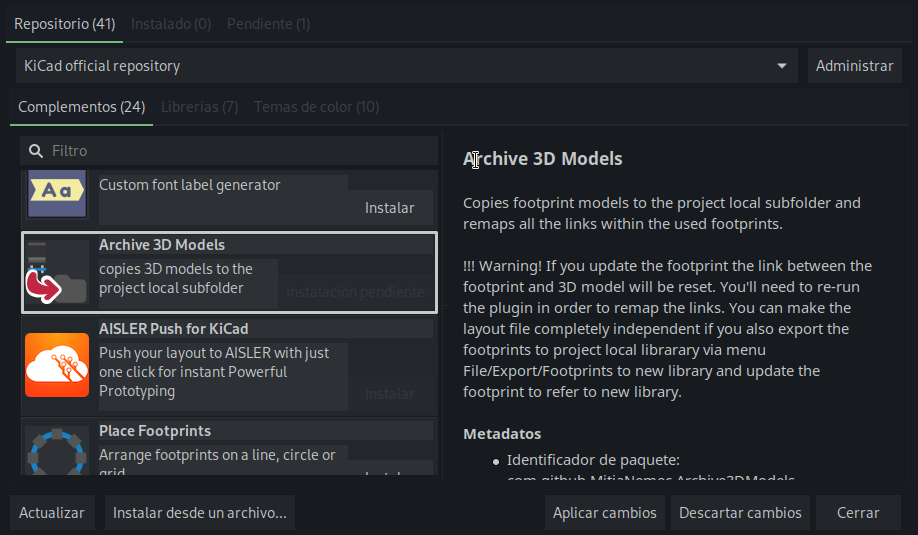 Repositorio (41) Instalado (0) Pendiente (1)
KiCad official repository
Administrar
Complementos (24) Librerías (7) Temas de color (10)
Filtro
Aa
Custom font label generator
Instalar
Archive 3D Models
copies 3D models to the
project local subfolder
Instalación pendiente
AISLER Push for KiCad
Push your layout to AISLER with just
one click for instant Powerful
Prototyping
Instalar
Place Footprints
Arrange footprints on a line, circle or
grid
Instalar
Archive 3D Models
Copies footprint models to the project local subfolder and
remaps all the links within the used footprints.
!!! Warning! If you update the footprint the link between the
footprint and 3D model will be reset. You'll need to re-run
the plugin in order to remap the links. You can make the
layout file completely independent if you also export the
footprints to project local librarary via menu
File/Export/Footprints to new library and update the
footprint to refer to new library.
Metadatos
• Identificador de paquete:
com.github.MitjaNemec.Archive3DModels
Actualizar
Instalar desde un archivo...
Aplicar cambios
Descartar cambios
Cerrar